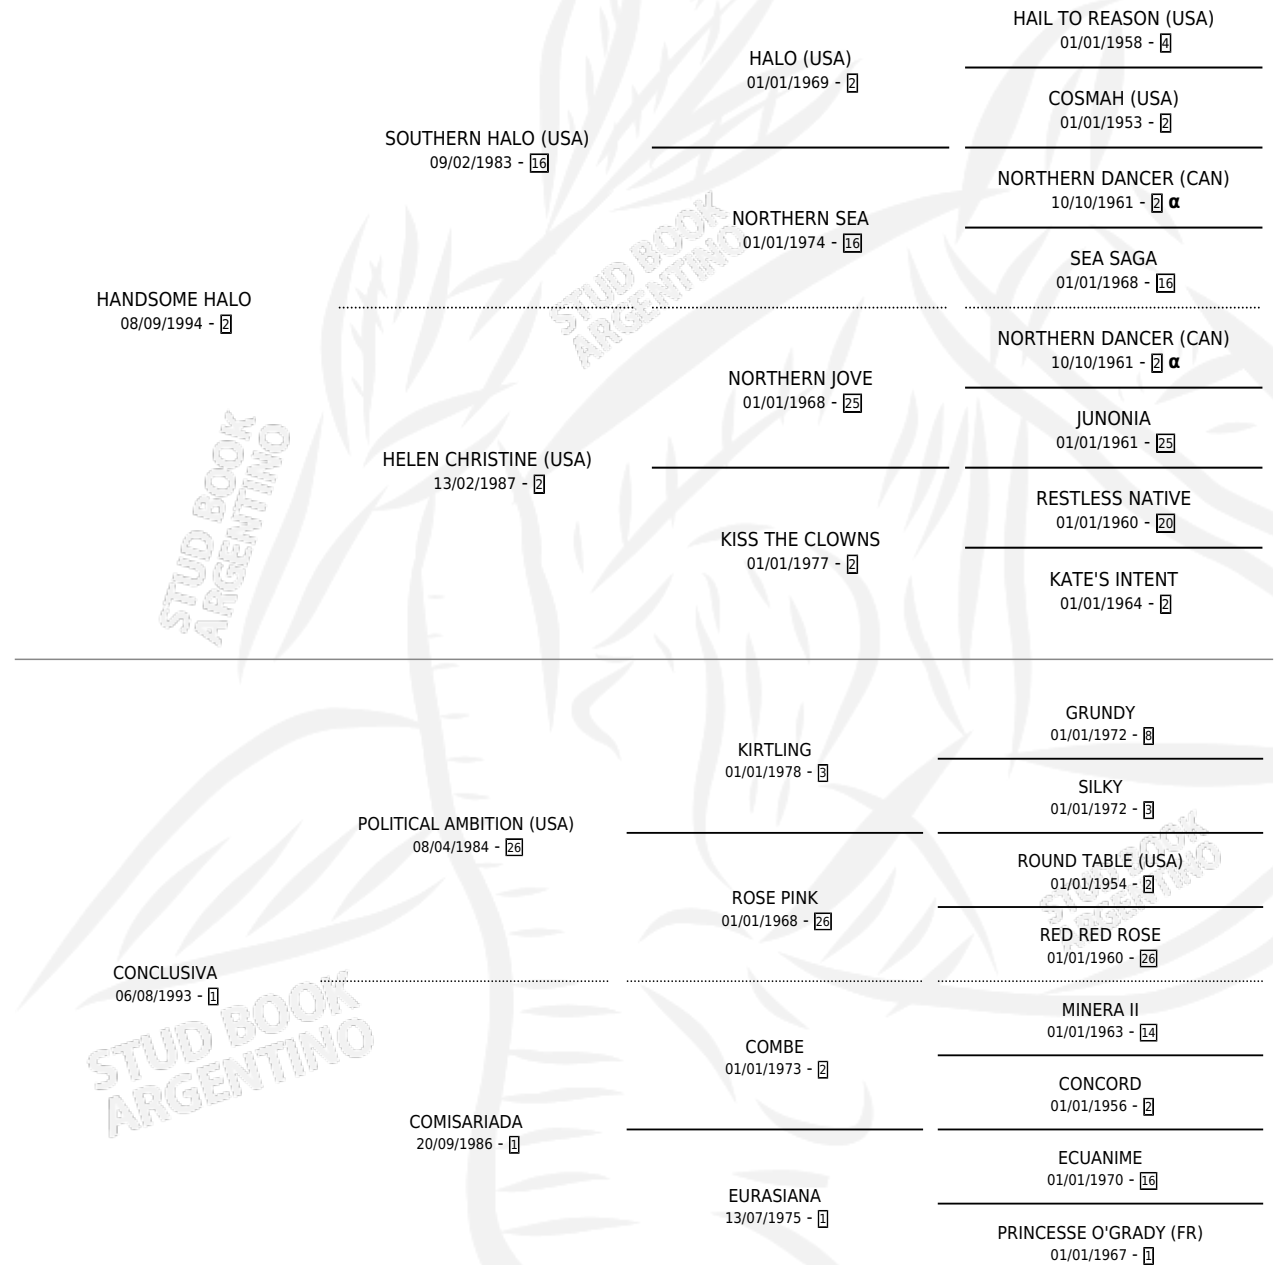 HAIL TO REASON (USA)
01/01/1958 - 4
HALO (USA)
01/01/1969 - 2
COSMAH (USA)
01/01/1953 - 2
SOUTHERN HALO (USA)
09/02/1983 - 16
NORTHERN DANCER (CAN)
10/10/1961 - 2 α
NORTHERN SEA
01/01/1974 - 16
SEA SAGA
01/01/1968 - 16
HANDSOME HALO
08/09/1994 - 2
NORTHERN DANCER (CAN)
10/10/1961 - 2 α
NORTHERN JOVE
01/01/1968 - 25
JUNONIA
01/01/1961 - 25
HELEN CHRISTINE (USA)
13/02/1987 - 2
RESTLESS NATIVE
01/01/1960 - 20
KISS THE CLOWNS
01/01/1977 - 2
KATE'S INTENT
01/01/1964 - 2
GRUNDY
01/01/1972 - 8
KIRTLING
01/01/1978 - 3
SILKY
01/01/1972 - 3
POLITICAL AMBITION (USA)
08/04/1984 - 26
ROUND TABLE (USA)
01/01/1954 - 2
ROSE PINK
01/01/1968 - 26
RED RED ROSE
01/01/1960 - 26
CONCLUSIVA
06/08/1993 - 1
MINERA II
01/01/1963 - 14
COMBE
01/01/1973 - 2
CONCORD
01/01/1956 - 2
COMISARIADA
20/09/1986 - 1
ECUANIME
01/01/1970 - 16
EURASIANA
13/07/1975 - 1
PRINCESSE O'GRADY (FR)
01/01/1967 - 1
STUD BOOK
ARGENTINO
STUD BOOK
ARGENTINO
STUD BOOK
ARGENTINO
STUD BOOK
ARGENTINO